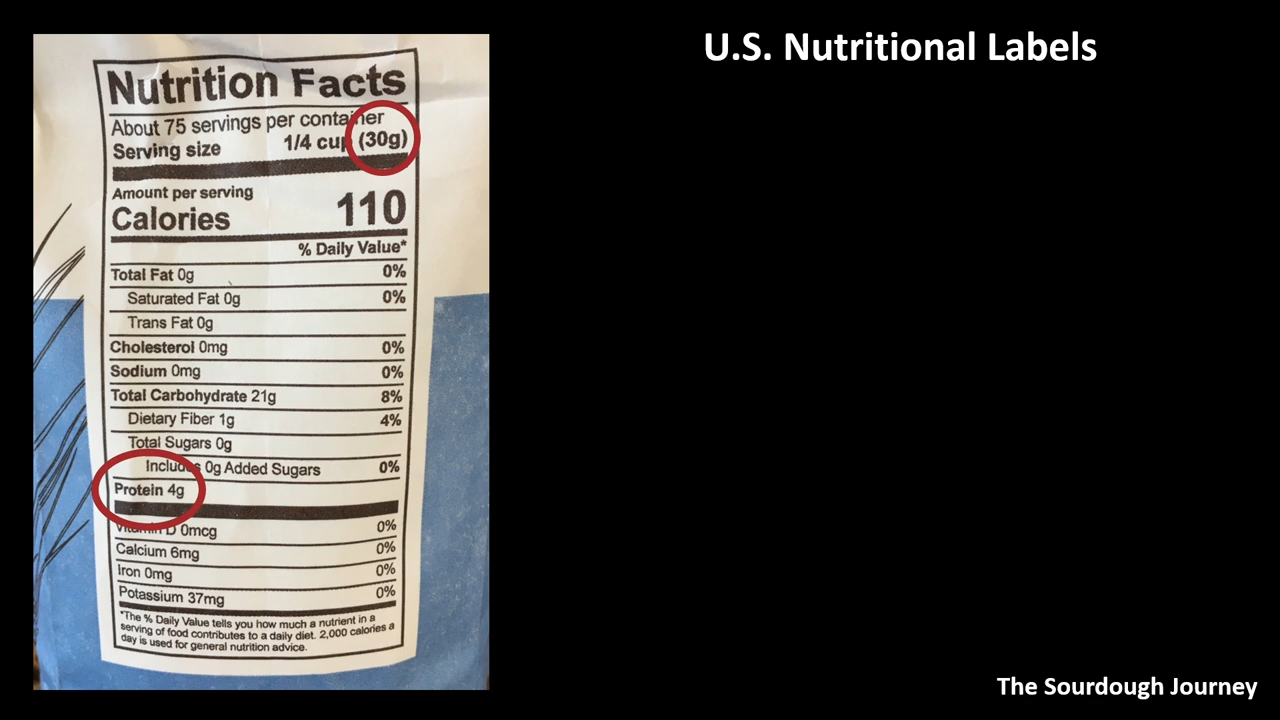 U.S. Nutritional Labels
Nutrition Facts
About 75 servings per container
Serving size 1/4 cup (30g)
Amount per serving
Calories 110
% Daily Value*
Total Fat 0g 0%
Saturated Fat 0g 0%
Trans Fat 0g
Cholesterol 0mg 0%
Sodium 0mg 0%
Total Carbohydrate 21g 8%
Dietary Fiber 1g 4%
Total Sugars 0g
Includes 0g Added Sugars 0%
Protein 4g
Vitamin D 0mcg 0%
Calcium 6mg 0%
Iron 0mg 0%
Potassium 37mg 0%
*The % Daily Value tells you how much a nutrient in a
serving of food contributes to a daily diet. 2,000 calories a
day is used for general nutrition advice.
The Sourdough Journey